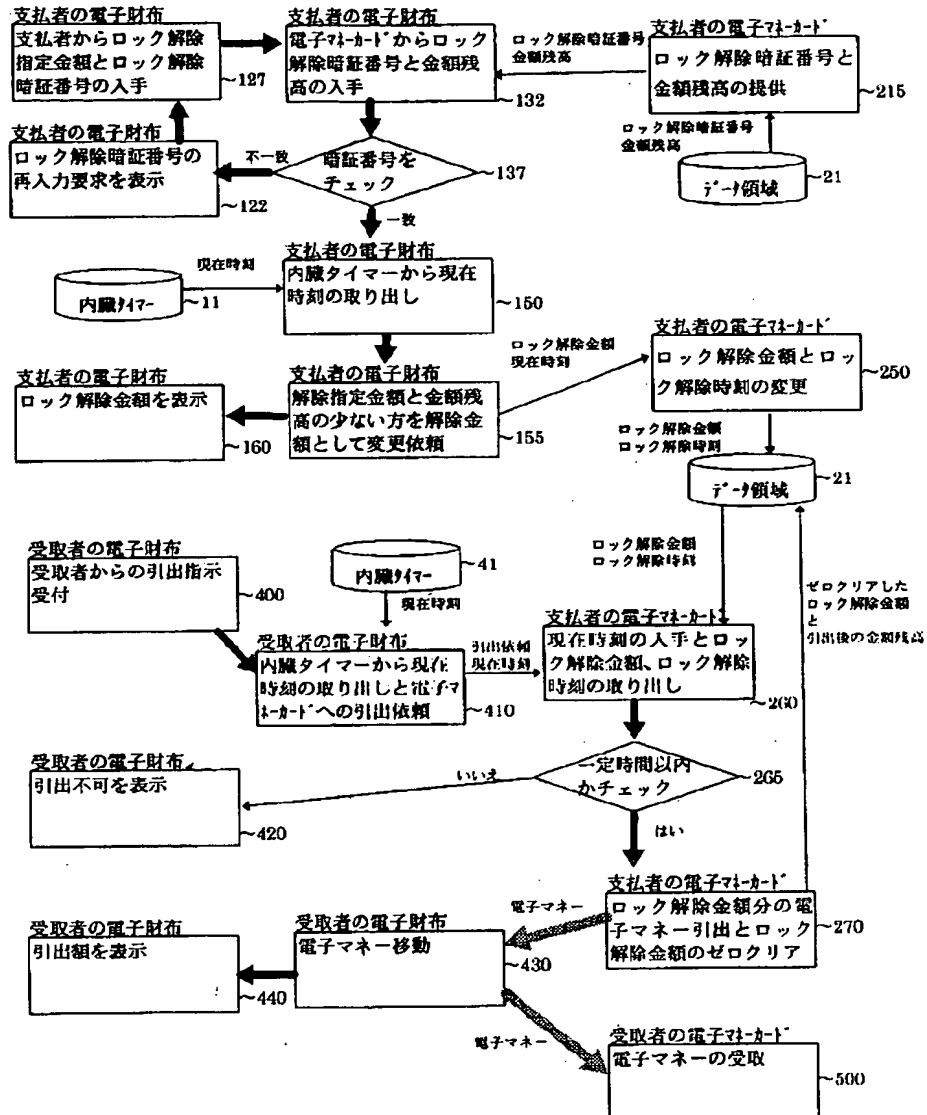 支払者の電子財布
支払者からロック解除
指定金額とロック解除
暗証番号の入手
~127
支払者の電子財布
電子マネーカードからロック
解除暗証番号と金額残
高の入手
~132
ロック解除暗証番号
金額残高
支払者の電子マネーカード
ロック解除暗証番号と
金額残高の提供
~215
ロック解除暗証番号
金額残高
データ領域
~21
支払者の電子財布
ロック解除暗証番号の
再入力要求を表示
~122
不一致
暗証番号を
チェック
~137
一致
支払者の電子財布
内臓タイマーから現在
時刻の取り出し
~150
現在時刻
内臓タイマー
~11
支払者の電子財布
ロック解除金額を表示
~160
支払者の電子財布
解除指定金額と金額残
高の少ない方を解除金
額として変更依頼
~155
ロック解除金額
現在時刻
支払者の電子マネーカード
ロック解除金額とロッ
ク解除時刻の変更
~250
ロック解除金額
ロック解除時刻
データ領域
~21
受取者の電子財布
受取者からの引出指示
受付
~400
内臓タイマー
~41
現在時刻
ロック解除金額
ロック解除時刻
ゼロクリアした
ロック解除金額
と
引出後の金額残高
受取者の電子財布
内臓タイマーから現在
時刻の取り出しと電子マ
ネーカードへの引出依頼
~410
引出依頼
現在時刻
支払者の電子マネーカード
現在時刻の入手とロッ
ク解除金額、ロック解除
時刻の取り出し
~260
受取者の電子財布
引出不可を表示
~420
いいえ
一定時間以内
かチェック
~265
はい
支払者の電子マネーカード
ロック解除金額分の電
子マネー引出とロック
解除金額のゼロクリア
~270
電子マネー
受取者の電子財布
電子マネー移動
~430
受取者の電子財布
引出額を表示
~440
電子マネー
受取者の電子マネーカード
電子マネーの受取
~500